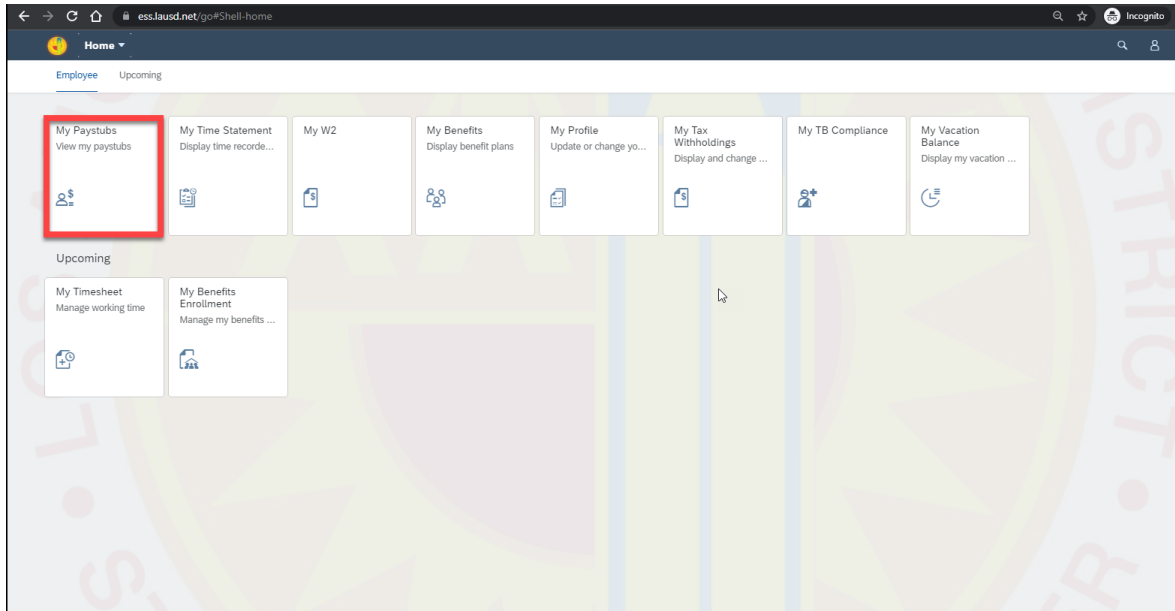 ess.lausd.net/go#Shell-home
Incognito
Home
Employee Upcoming
My Paystubs
View my paystubs
My Time Statement
Display time recorde...
My W2
My Benefits
Display benefit plans
My Profile
Update or change yo...
My Tax
Withholdings
Display and change ...
My TB Compliance
My Vacation
Balance
Display my vacation ...
Upcoming
My Timesheet
Manage working time
My Benefits
Enrollment
Manage my benefits ...
L O S
S
ER
ISTRICT